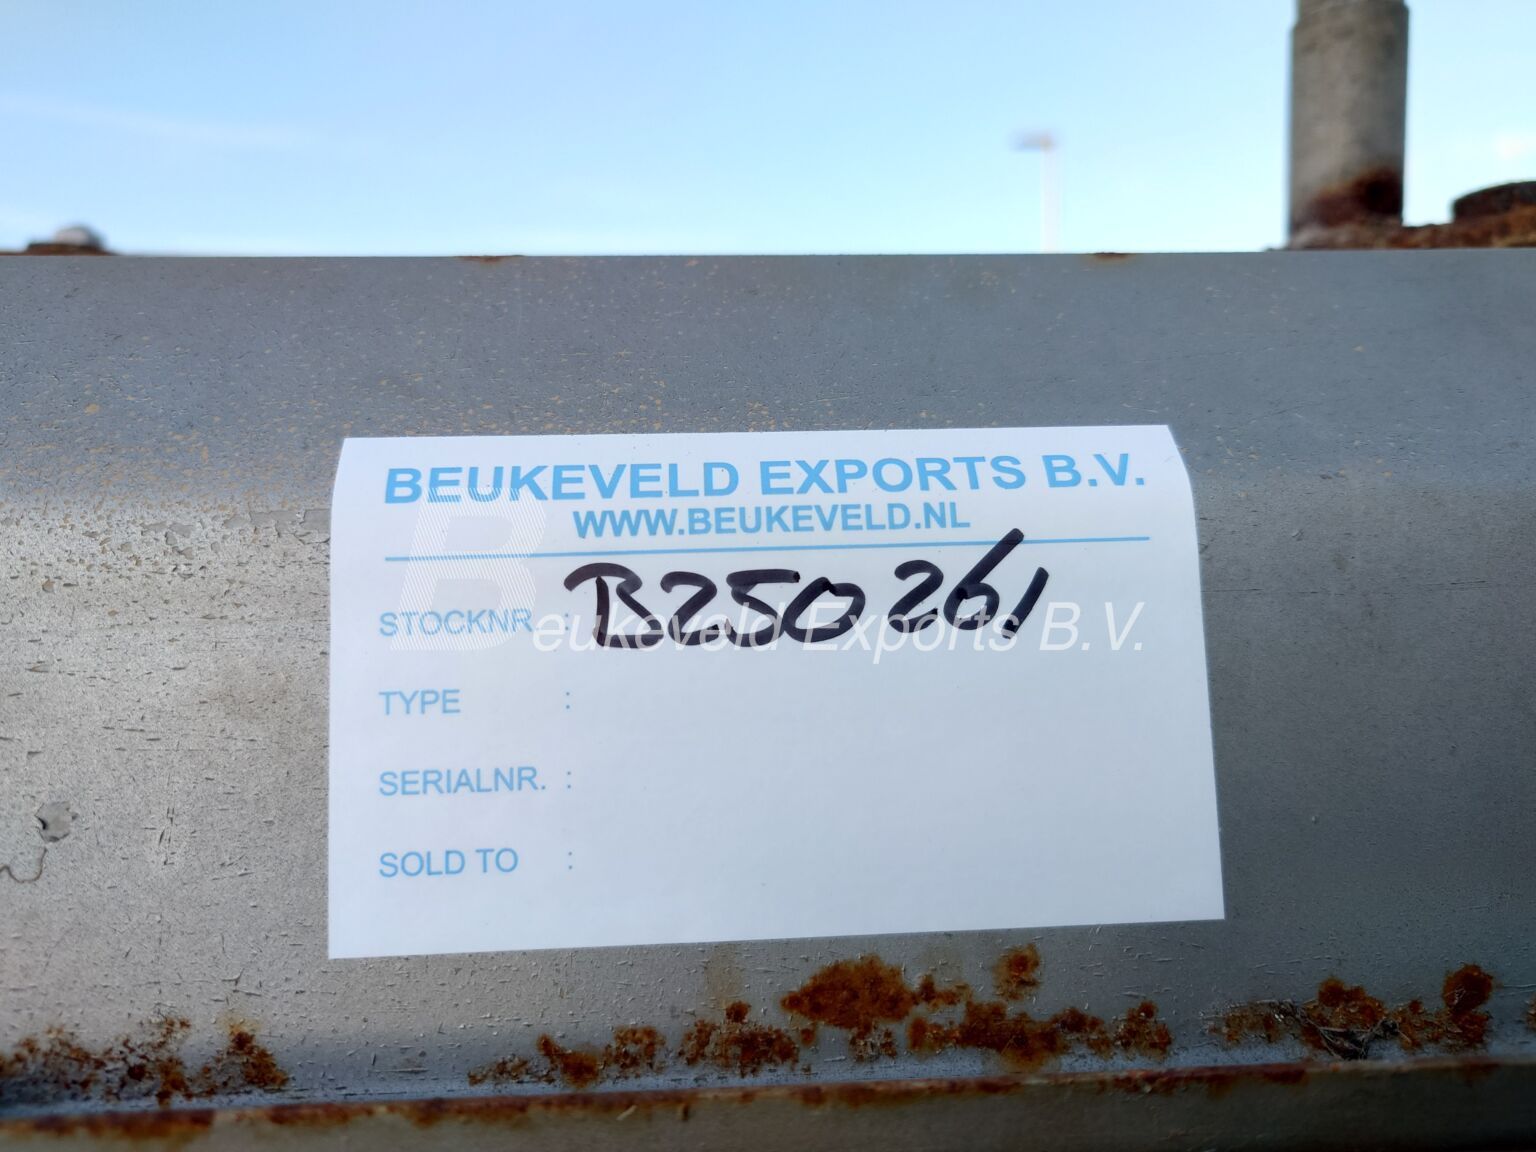 BEUKEVELD EXPORTS B.V.
WWW.BEUKEVELD.NL
STOCKNR. : B250261
Beukeveld Exports B.V.
TYPE :
SERIALNR. :
SOLD TO :